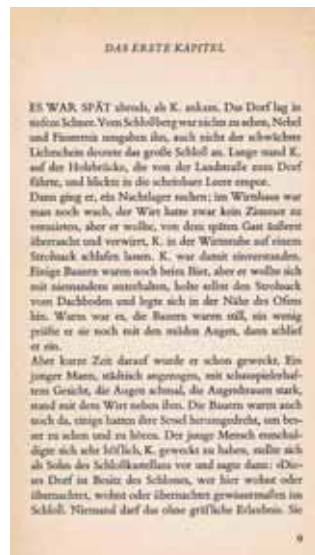 DAS ERSTE KAPITEL
ES WAR SPÄT abends, als K. ankam. Das Dorf lag in
tiefem Schnee. Vom Schloßberg war nichts zu sehen, Nebel
und Finsternis umgaben ihn, auch nicht der schwächste
Lichtschein deutete das große Schloß an. Lange stand K.
auf der Holzbrücke, die von der Landstraße zum Dorf
führte, und blickte in die scheinbare Leere empor.
Dann ging er, ein Nachtlager suchen; im Wirtshaus war
man noch wach, der Wirt hatte zwar kein Zimmer zu
vermieten, aber er wollte, von dem späten Gast äußerst
überrascht und verwirrt, K. in der Wirtsstube auf einem
Strohsack schlafen lassen. K. war damit einverstanden.
Einige Bauern waren noch beim Bier, aber er wollte sich
mit niemandem unterhalten, holte selbst den Strohsack
vom Dachboden und legte sich in der Nähe des Ofens
hin. Warm war es, die Bauern waren still, ein wenig
prüfte er sie noch mit den müden Augen, dann schlief
er ein.
Aber kurze Zeit darauf wurde er schon geweckt. Ein
junger Mann, städtisch angezogen, mit schauspielerhaf-
tem Gesicht, die Augen schmal, die Augenbrauen stark,
stand mit dem Wirt neben ihm. Die Bauern waren auch
noch da, einige hatten ihre Sessel herumgedreht, um bes-
ser zu sehen und zu hören. Der junge Mensch entschul-
digte sich sehr höflich, K. geweckt zu haben, stellte sich
als Sohn des Schloßkastellans vor und sagte dann: »Die-
ses Dorf ist Besitz des Schlosses, wer hier wohnt oder
übernachtet, wohnt oder übernachtet gewissermaßen im
Schloß. Niemand darf das ohne gräfliche Erlaubnis. Sie
9